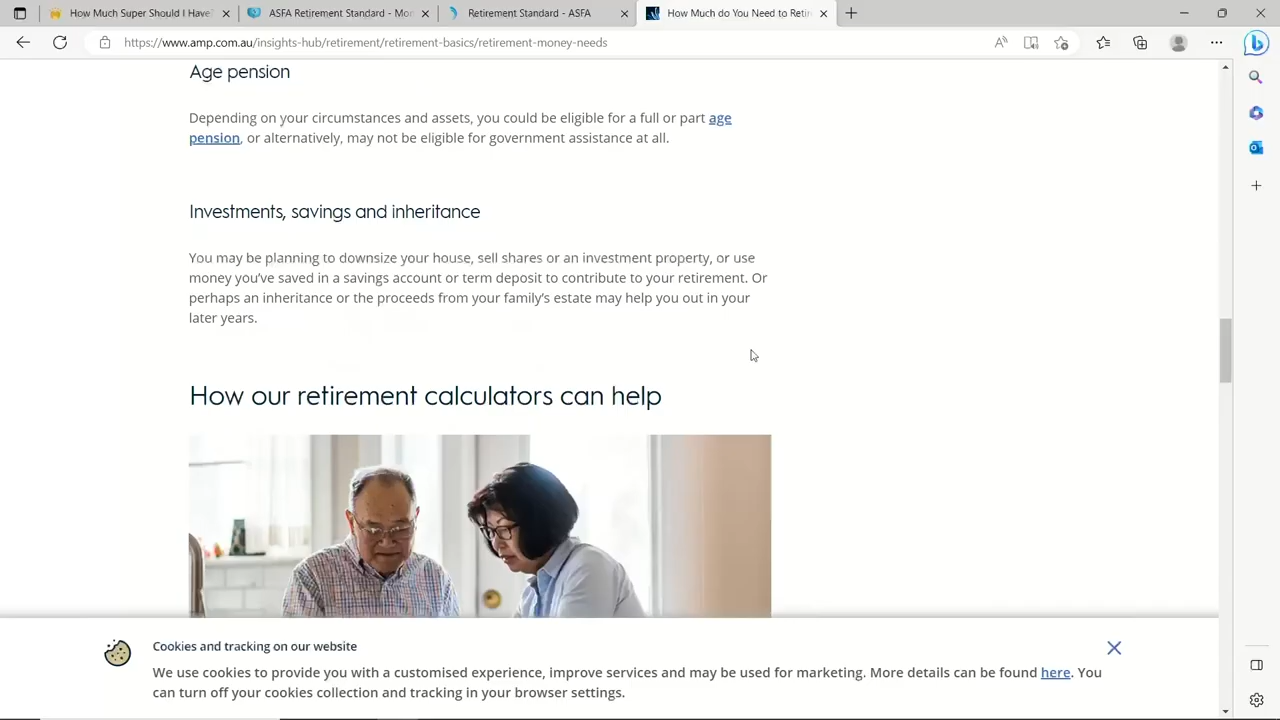 How Much Super Should I Have?
ASFA Retirement Standard - Mon
Retirement Standard - ASFA
How Much do You Need to Retir
https://www.amp.com.au/insights-hub/retirement/retirement-basics/retirement-money-needs
Age pension
Depending on your circumstances and assets, you could be eligible for a full or part age
pension, or alternatively, may not be eligible for government assistance at all.
Investments, savings and inheritance
You may be planning to downsize your house, sell shares or an investment property, or use
money you've saved in a savings account or term deposit to contribute to your retirement. Or
perhaps an inheritance or the proceeds from your family's estate may help you out in your
later years.
How our retirement calculators can help
Cookies and tracking on our website
We use cookies to provide you with a customised experience, improve services and may be used for marketing. More details can be found here. You
can turn off your cookies collection and tracking in your browser settings.